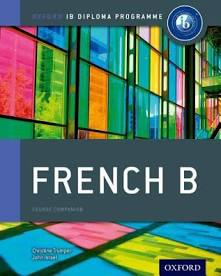 OXFORD IB DIPLOMA PROGRAMME
FRENCH B
COURSE COMPANION
Christine Trumper
John Israel
OXFORD